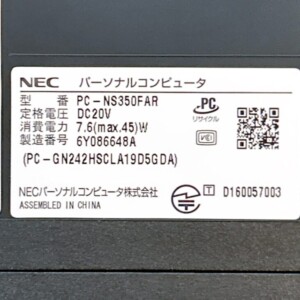 NEC パーソナルコンピュータ
型 番 PC-NS350FAR
定格電圧 DC20V
消費電力 7.6(max.45)W
製造番号 6Y086648A
(PC-GN242HSCLA19D5GDA)
PC
リサイクル
NECパーソナルコンピュータ株式会社
ASSEMBLED IN CHINA
T D160057003